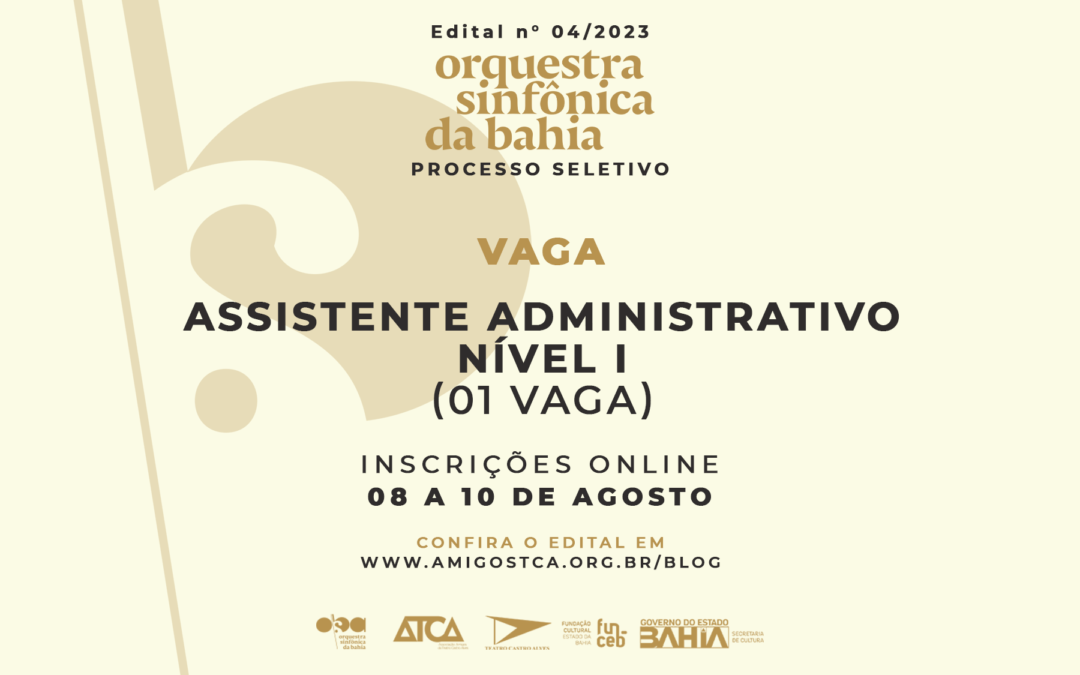 Edital nº 04/2023
orquestra
sinfônica
da bahia
PROCESSO SELETIVO
VAGA
ASSISTENTE ADMINISTRATIVO
NÍVEL I
(01 VAGA)
INSCRIÇÕES ONLINE
08 A 10 DE AGOSTO
CONFIRA O EDITAL EM
WWW.AMIGOSTCA.ORG.BR/BLOG
orquestra
sinfônica
da bahia
ATCA
TEATRO CASTRO ALVES
FUNDAÇÃO
CULTURAL
ESTADO DA
BAHIA
funceb
GOVERNO DO ESTADO
BAHIA
SECRETARIA
DE CULTURA